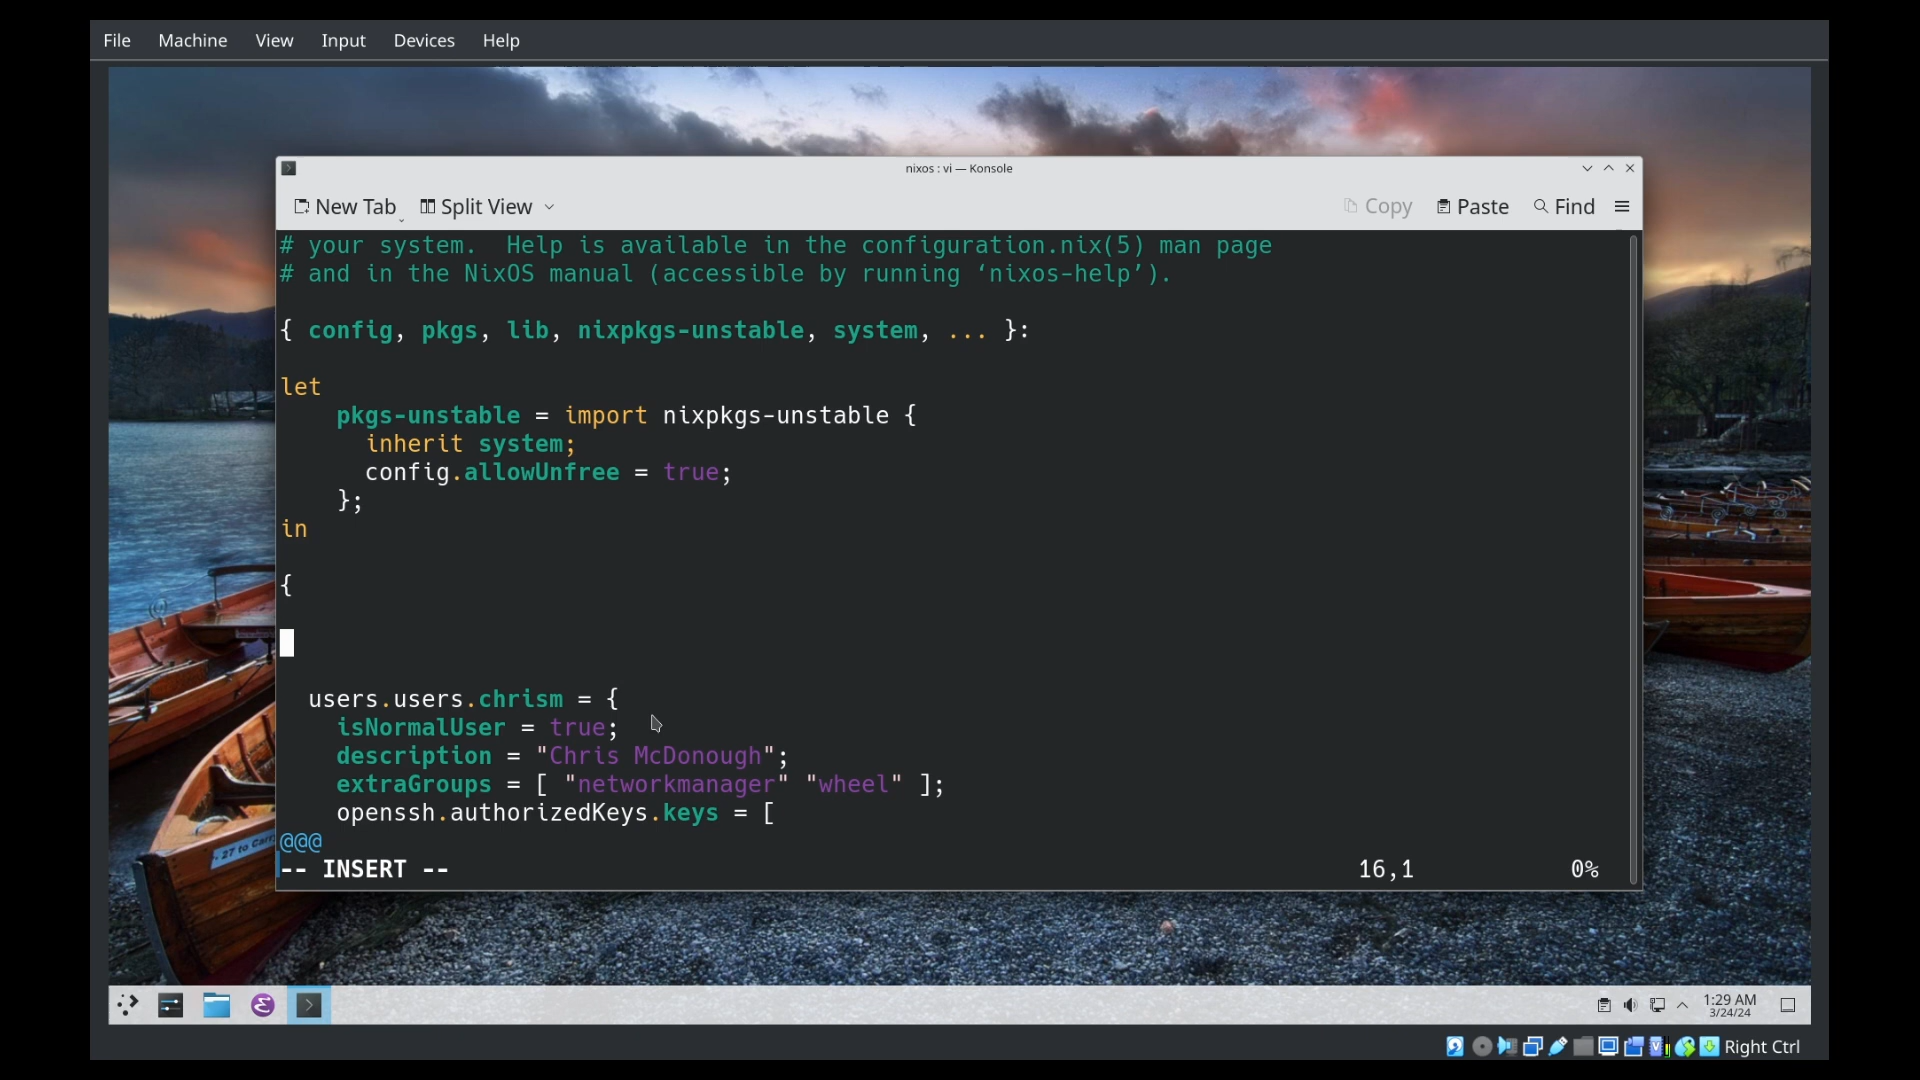 File Machine View Input Devices Help
nixos : vi — Konsole
New Tab Split View Copy Paste Find
# your system.  Help is available in the configuration.nix(5) man page
# and in the NixOS manual (accessible by running ‘nixos-help’).
{ config, pkgs, lib, nixpkgs-unstable, system, ... }:
let
    pkgs-unstable = import nixpkgs-unstable {
      inherit system;
      config.allowUnfree = true;
    };
in
{
  users.users.chrism = {
    isNormalUser = true;
    description = "Chris McDonough";
    extraGroups = [ "networkmanager" "wheel" ];
    openssh.authorizedKeys.keys = [
@@@
-- INSERT -- 16,1 0%
27 to Carry
1:29 AM
3/24/24
Right Ctrl